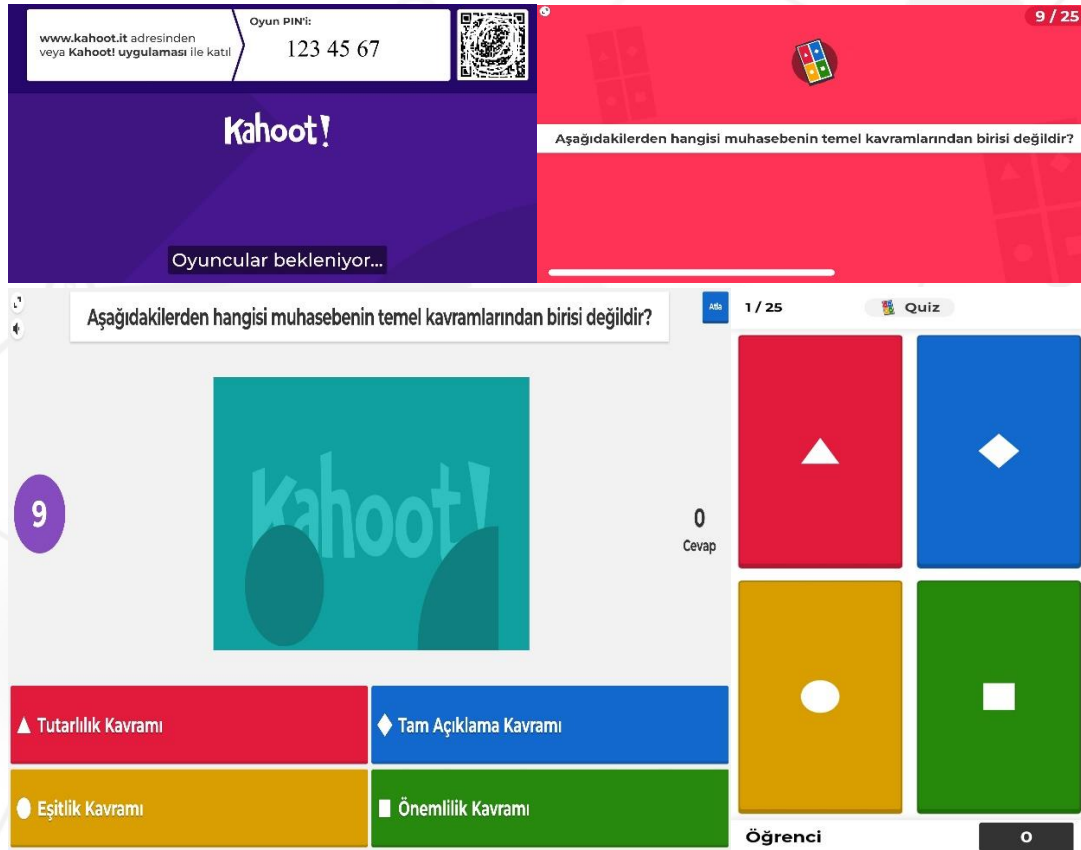 www.kahoot.it adresinden
veya Kahoot! uygulaması ile katıl
Oyun PIN'i:
123 45 67
Kahoot!
Oyuncular bekleniyor...
9 / 25
Aşağıdakilerden hangisi muhasebenin temel kavramlarından birisi değildir?
Aşağıdakilerden hangisi muhasebenin temel kavramlarından birisi değildir?
Atla
9
Kahoot!
0
Cevap
Tutarlılık Kavramı
Tam Açıklama Kavramı
Eşitlik Kavramı
Önemlilik Kavramı
1 / 25
Quiz
Öğrenci
0